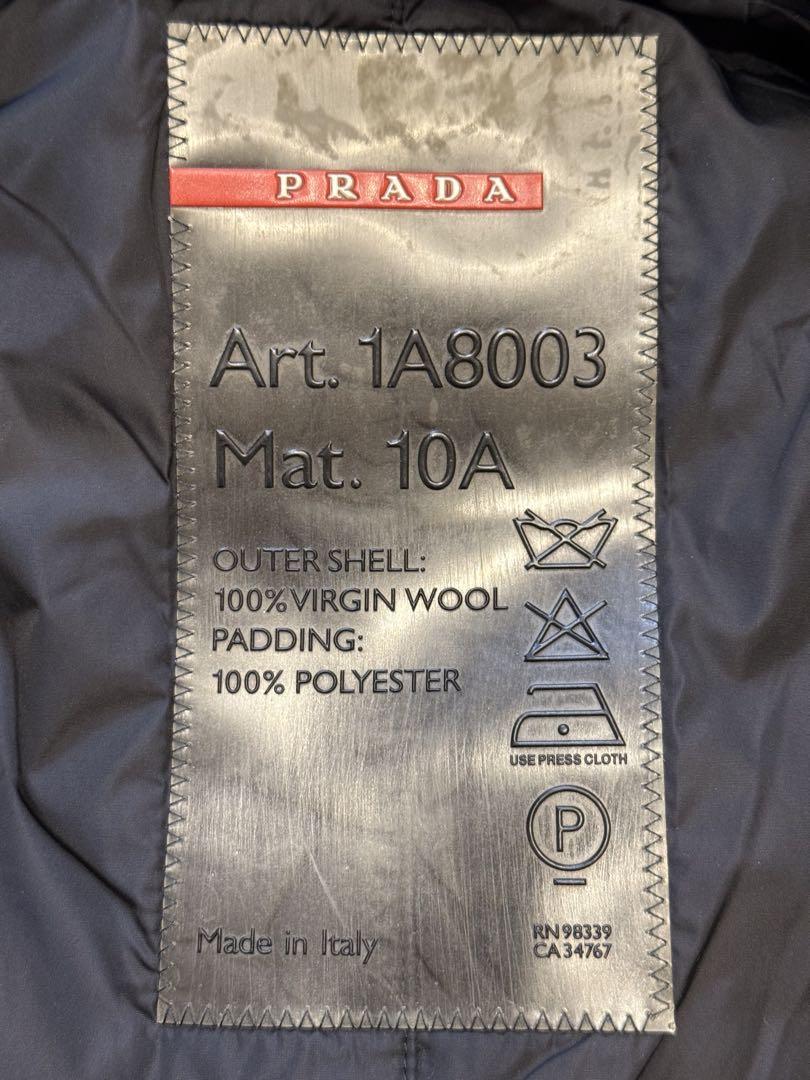 PRADA
Art. 1A8003
Mat. 10A
OUTER SHELL:
100% VIRGIN WOOL
PADDING:
100% POLYESTER
USE PRESS CLOTH
P
Made in Italy
RN 98339
CA 34767